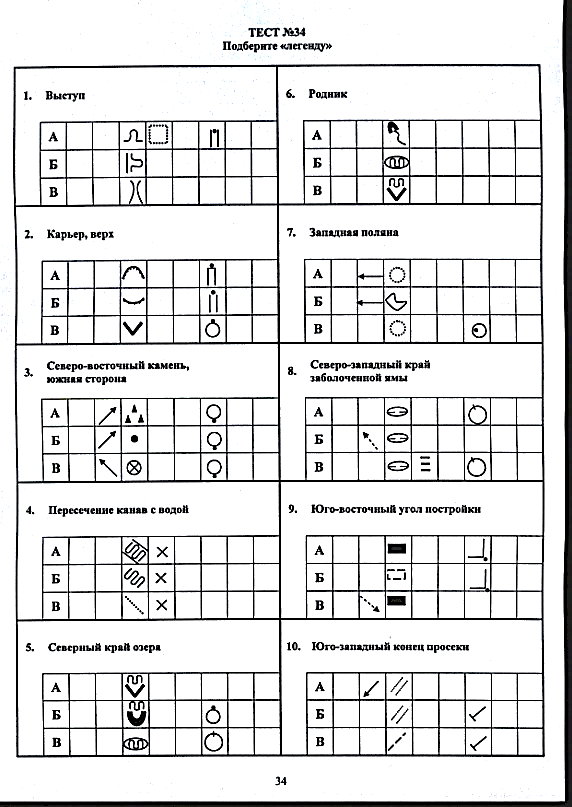 ТЕСТ №34
Подберите «легенду»
1. Выступ
А
Б
В
2. Карьер, верх
А
Б
В
3. Северо-восточный камень,
южная сторона
А
Б
В
4. Пересечение канав с водой
А
Б
В
5. Северный край озера
А
Б
В
6. Родник
А
Б
В
7. Западная поляна
А
Б
В
8. Северо-западный край
заболоченной ямы
А
Б
В
9. Юго-восточный угол постройки
А
Б
В
10. Юго-западный конец просеки
А
Б
В
34